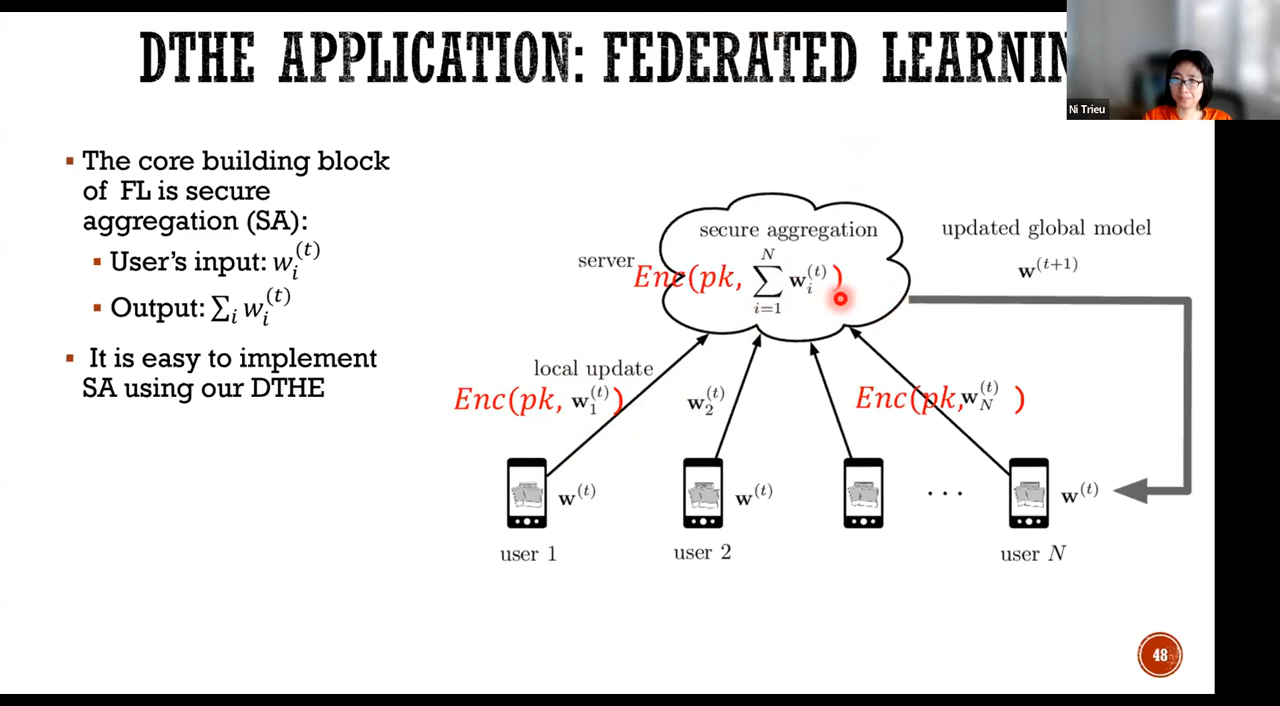 DTHE APPLICATION: FEDERATED LEARNIN
Ni Trieu
▪ The core building block
of FL is secure
aggregation (SA):
▪ User's input: w_i^{(t)}
▪ Output: ∑_i w_i^{(t)}
▪ It is easy to implement
SA using our DTHE
secure aggregation
server
Enc(pk, ∑_{i=1}^{N} w_i^{(t)})
updated global model
w^{(t+1)}
local update
Enc(pk, w_1^{(t)})
w_2^{(t)}
Enc(pk, w_N^{(t)})
w^{(t)}
w^{(t)}
...
w^{(t)}
user 1
user 2
user N
48